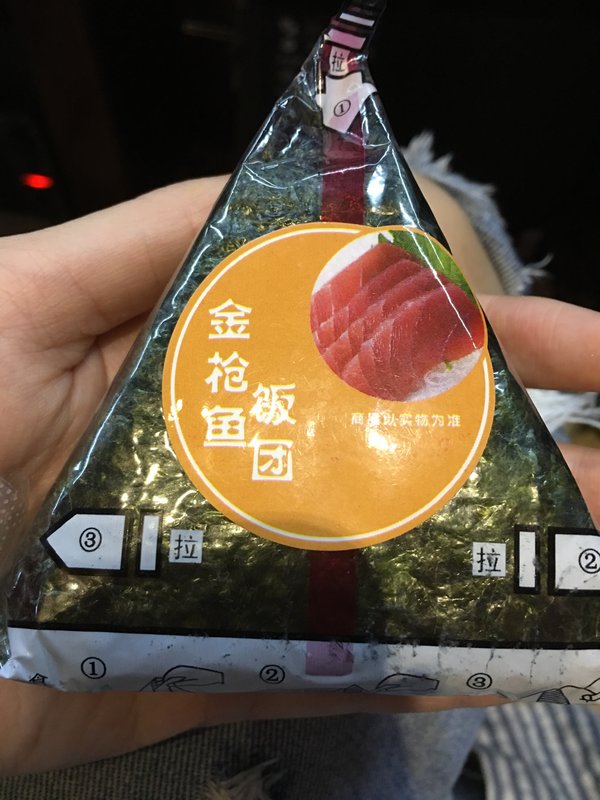 拉
①
金枪鱼
饭团
商品以实物为准
③ 拉
拉 ②
① ② ③